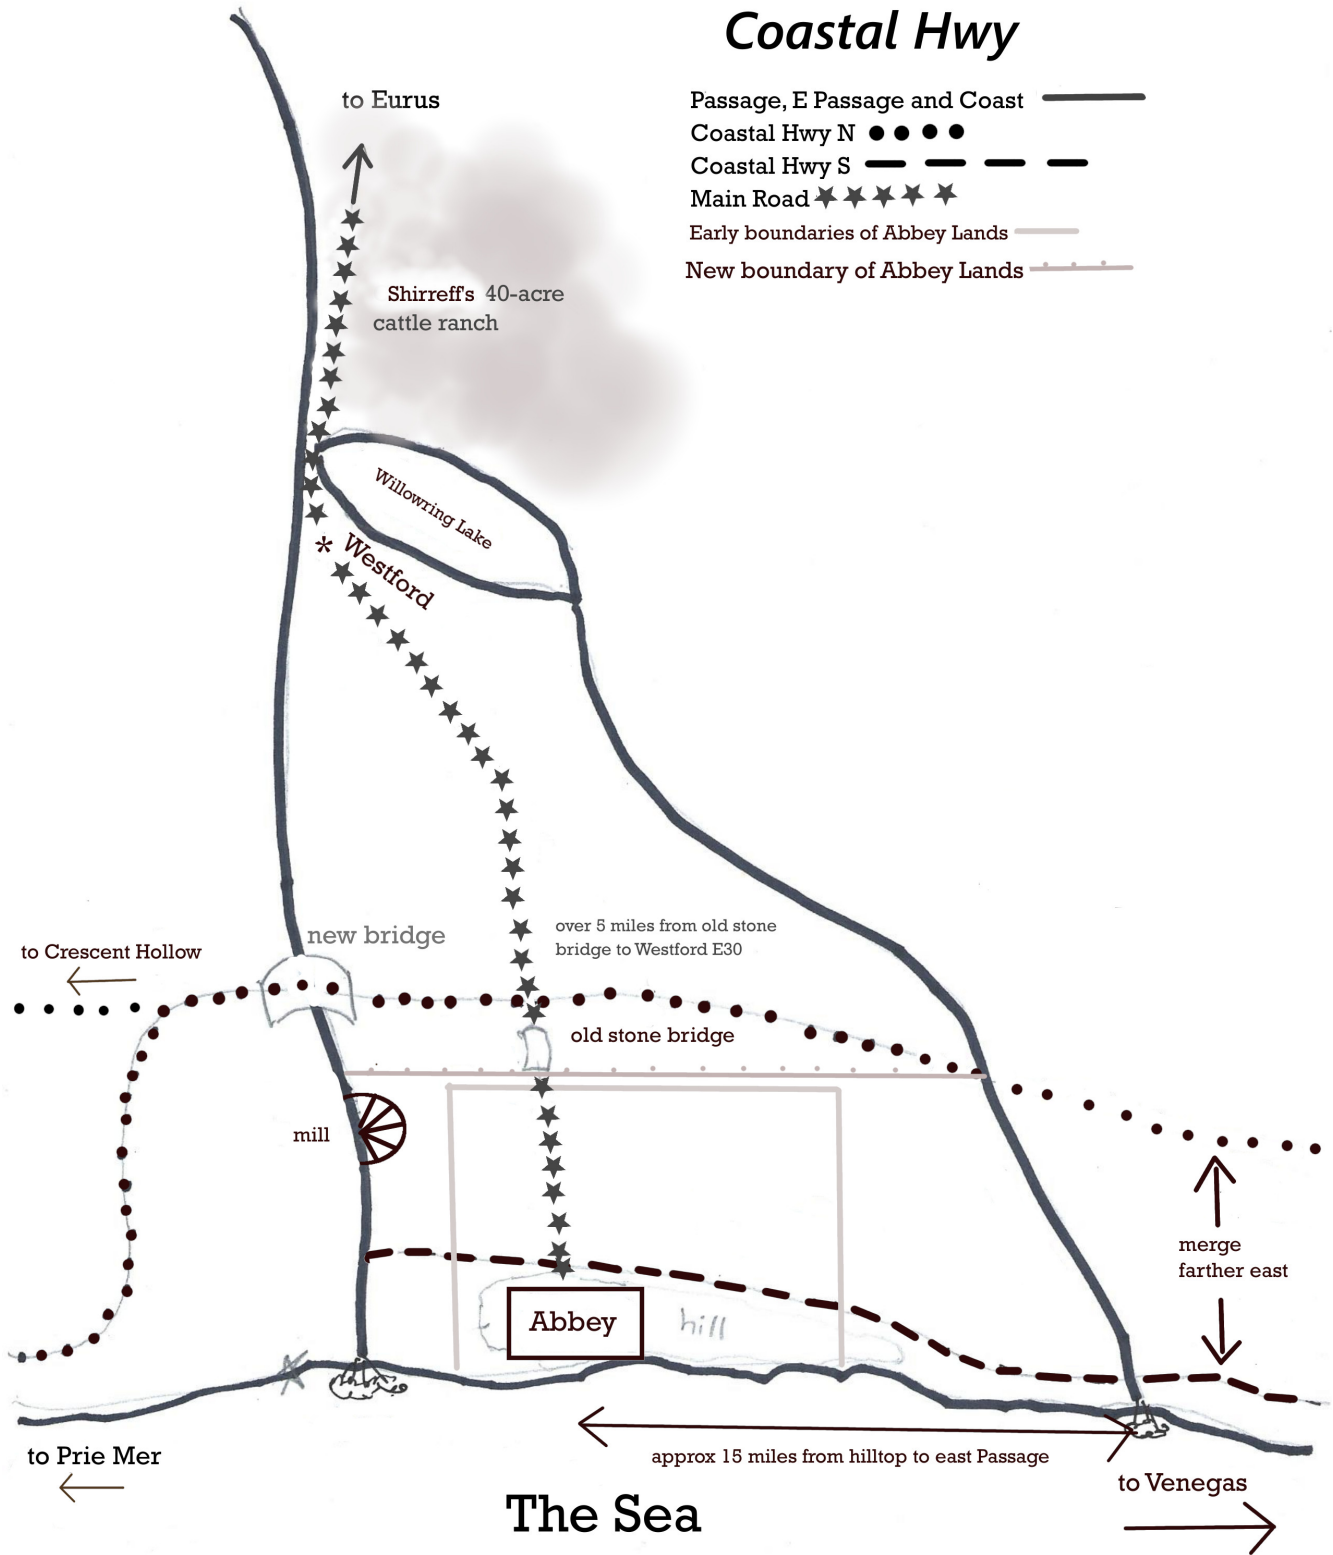 Coastal Hwy
Passage, E Passage and Coast
Coastal Hwy N
Coastal Hwy S
Main Road
Early boundaries of Abbey Lands
New boundary of Abbey Lands
to Eurus
Shirreff's 40-acre
cattle ranch
Willowring Lake
* Westford
new bridge
over 5 miles from old stone
bridge to Westford E30
to Crescent Hollow
old stone bridge
mill
merge
farther east
Abbey
hill
approx 15 miles from hilltop to east Passage
to Prie Mer
to Venegas
The Sea